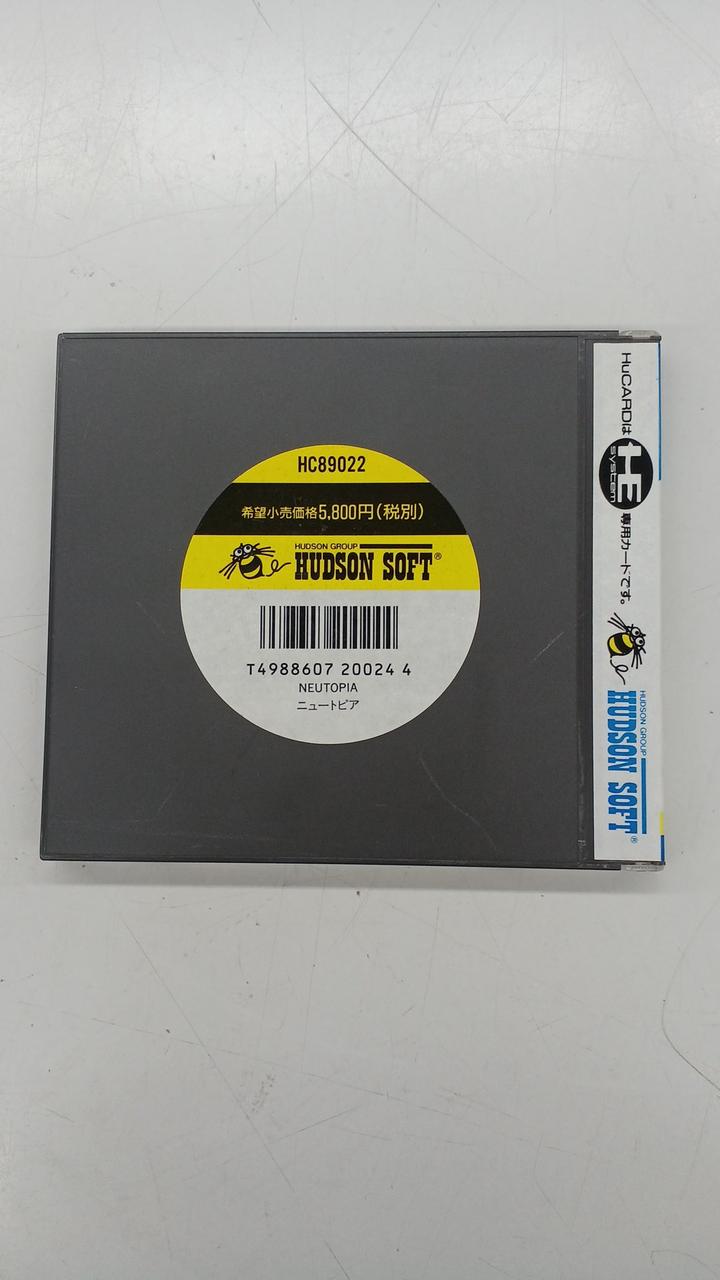 HC89022
希望小売価格5,800円(税別)
HUDSON GROUP
HUDSON SOFT®
T4988607 20024 4
NEUTOPIA
ニュートピア
HuCARDは HE system 専用カードです。
HUDSON GROUP
HUDSON SOFT®